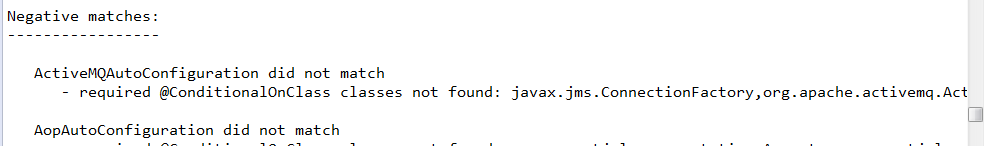 Negative matches:
-----------------
ActiveMQAutoConfiguration did not match
- required @ConditionalOnClass classes not found: javax.jms.ConnectionFactory,org.apache.activemq.Act
AopAutoConfiguration did not match